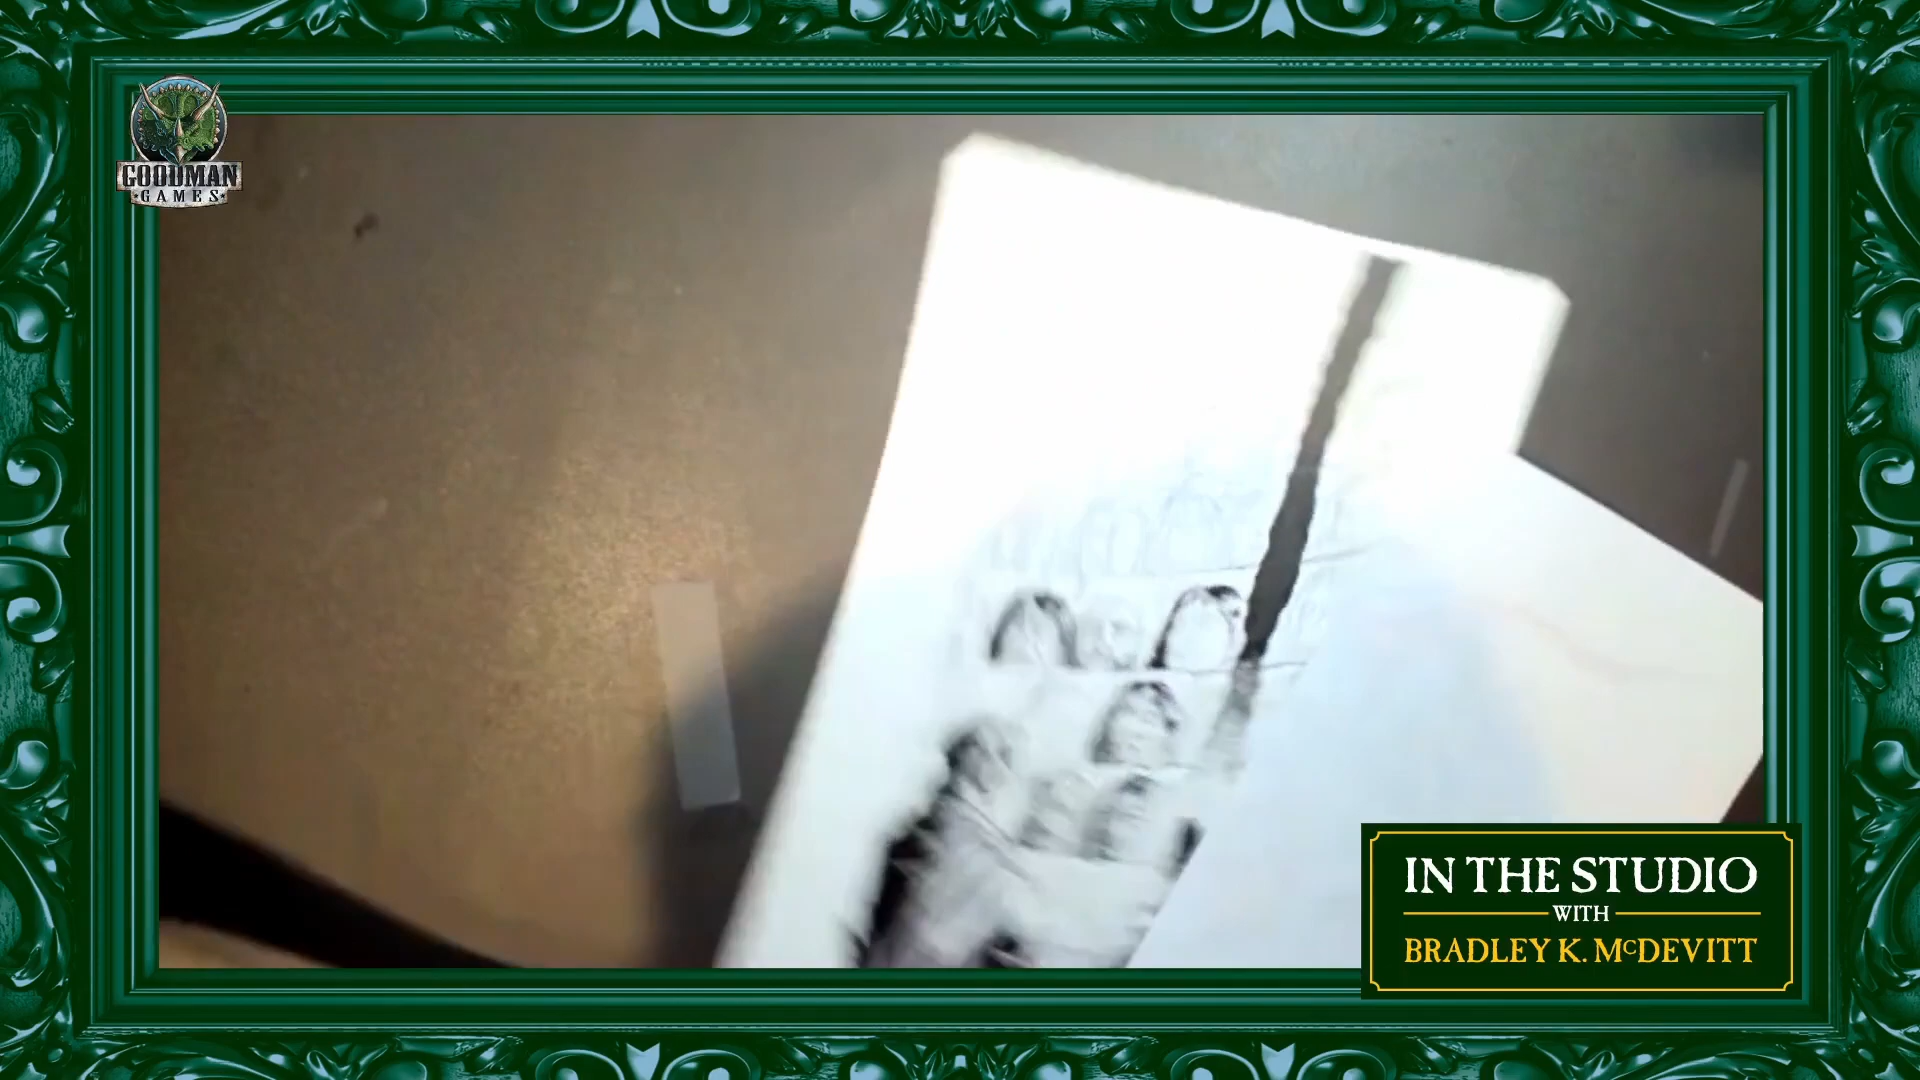 GOODMAN
GAMES
IN THE STUDIO
WITH
BRADLEY K. McDEVITT